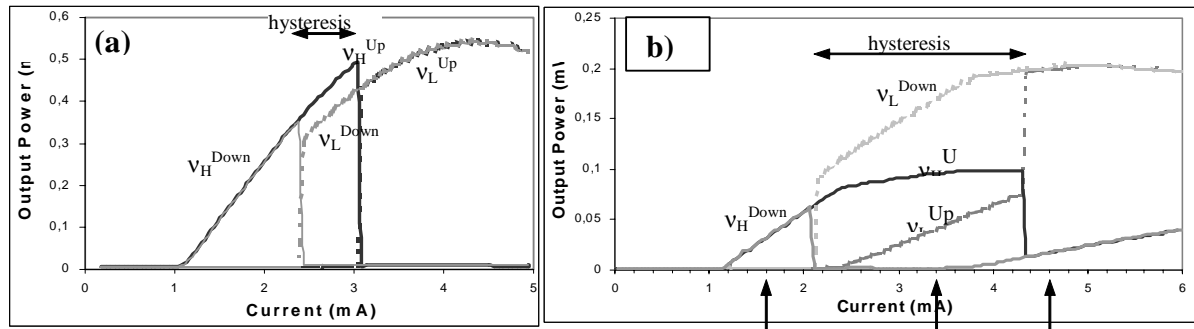 (a)
hysteresis
ν_H^Up
ν_L^Up
ν_L^Down
ν_H^Down
Output Power (
0,6
0,5
0,4
0,3
0,2
0,1
0
0 1 2 3 4 5
Current (mA)
b)
hysteresis
ν_L^Down
U
Up
ν_H^Down
Output Power (m
0,25
0,2
0,15
0,1
0,05
0
0 1 2 3 4 5 6
Current (mA)